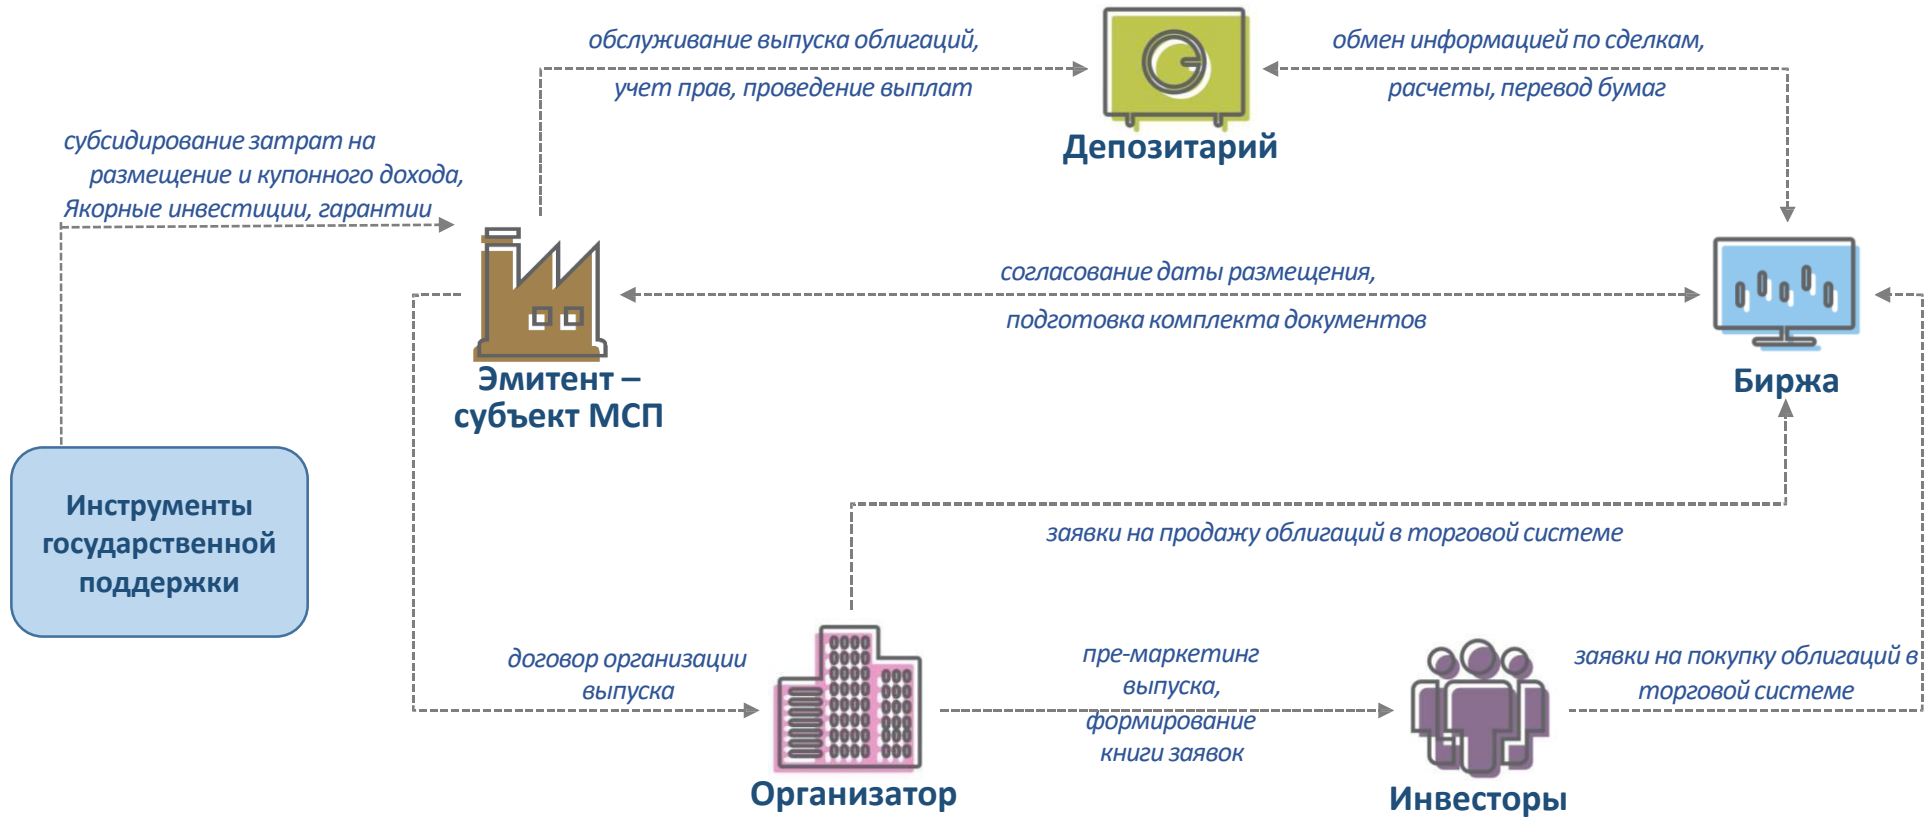 обслуживание выпуска облигаций,
учет прав, проведение выплат
обмен информацией по сделкам,
расчеты, перевод бумаг
Депозитарий
субсидирование затрат на
размещение и купонного дохода,
Якорные инвестиции, гарантии
согласование даты размещения,
подготовка комплекта документов
Эмитент –
субъект МСП
Биржа
Инструменты
государственной
поддержки
заявки на продажу облигаций в торговой системе
договор организации
выпуска
пре-маркетинг
выпуска,
формирование
книги заявок
заявки на покупку облигаций в
торговой системе
Организатор
Инвесторы